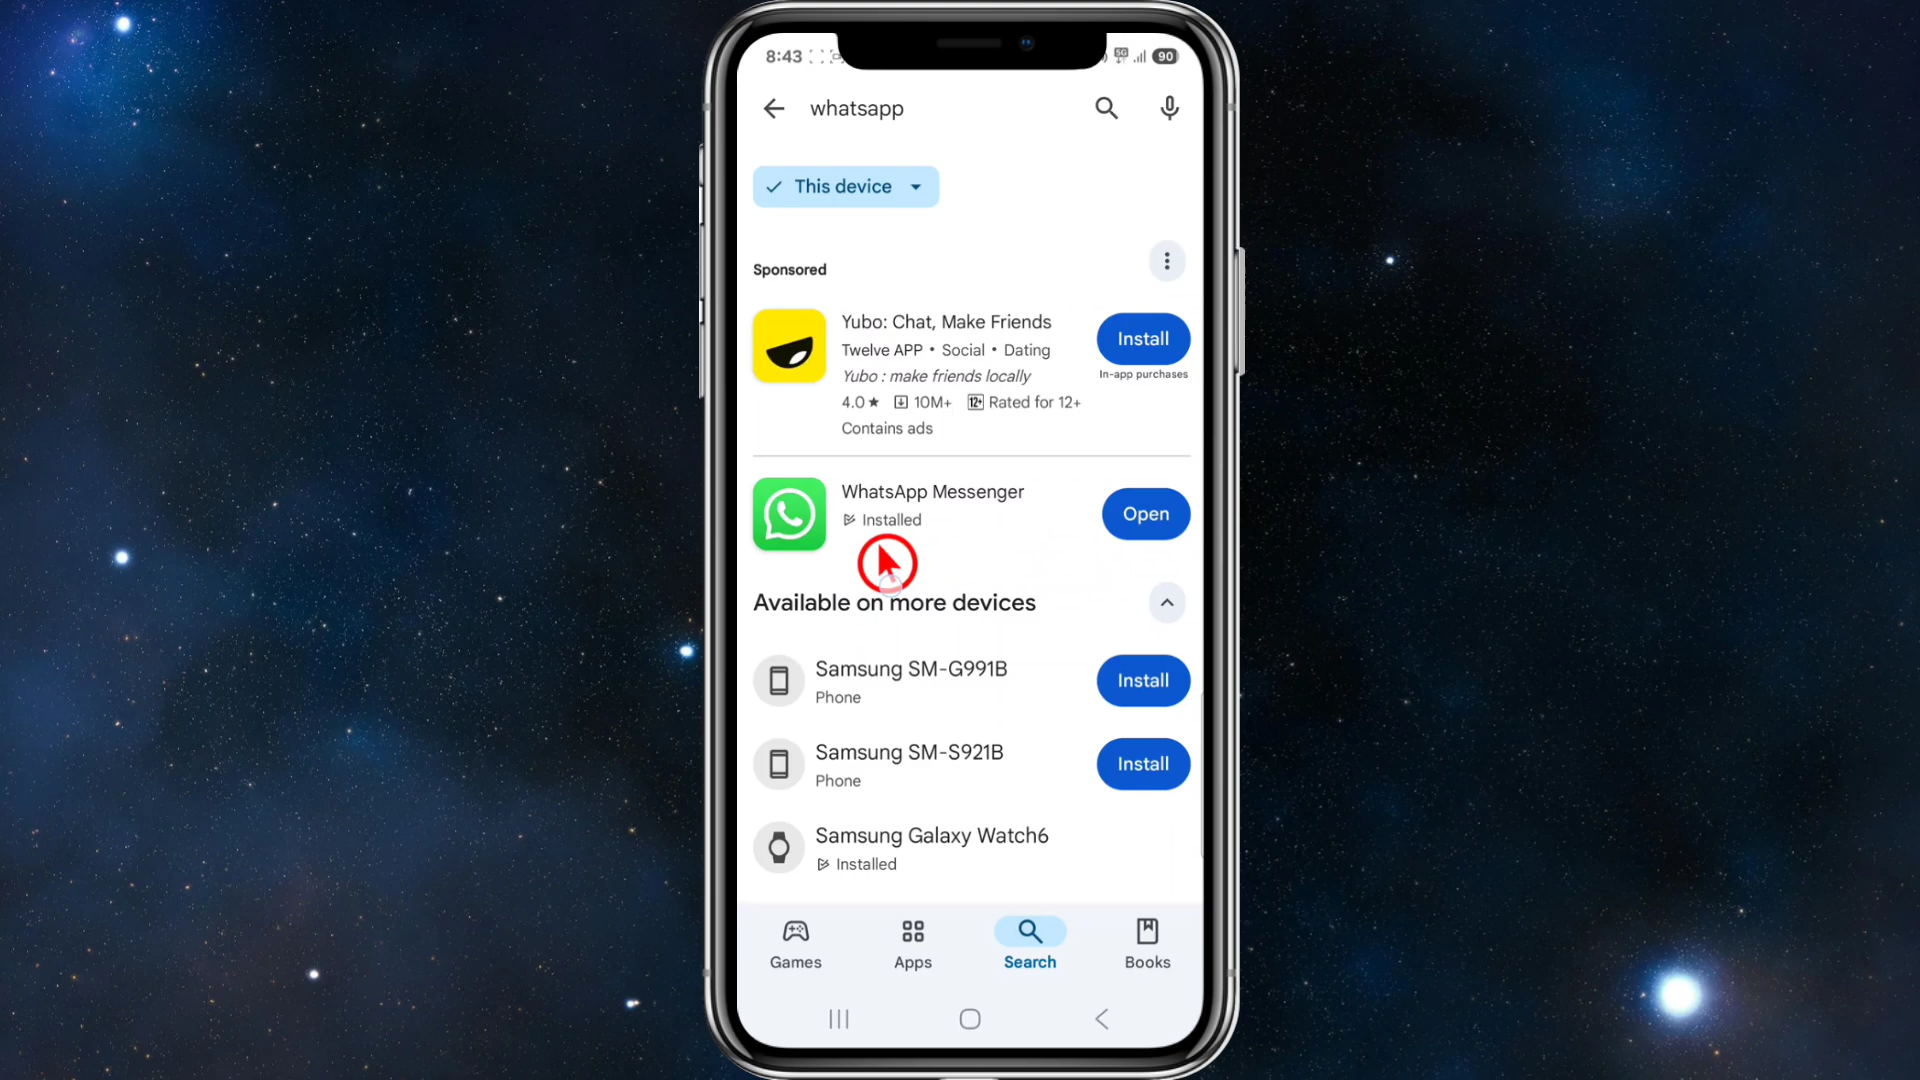 8:43
5G
90
whatsapp
This device
Sponsored
Yubo: Chat, Make Friends
Twelve APP • Social • Dating
Yubo : make friends locally
4.0★ 10M+ 12+ Rated for 12+
Contains ads
Install
In-app purchases
WhatsApp Messenger
Installed
Open
Available on more devices
Samsung SM-G991B
Phone
Install
Samsung SM-S921B
Phone
Install
Samsung Galaxy Watch6
Installed
Games
Apps
Search
Books